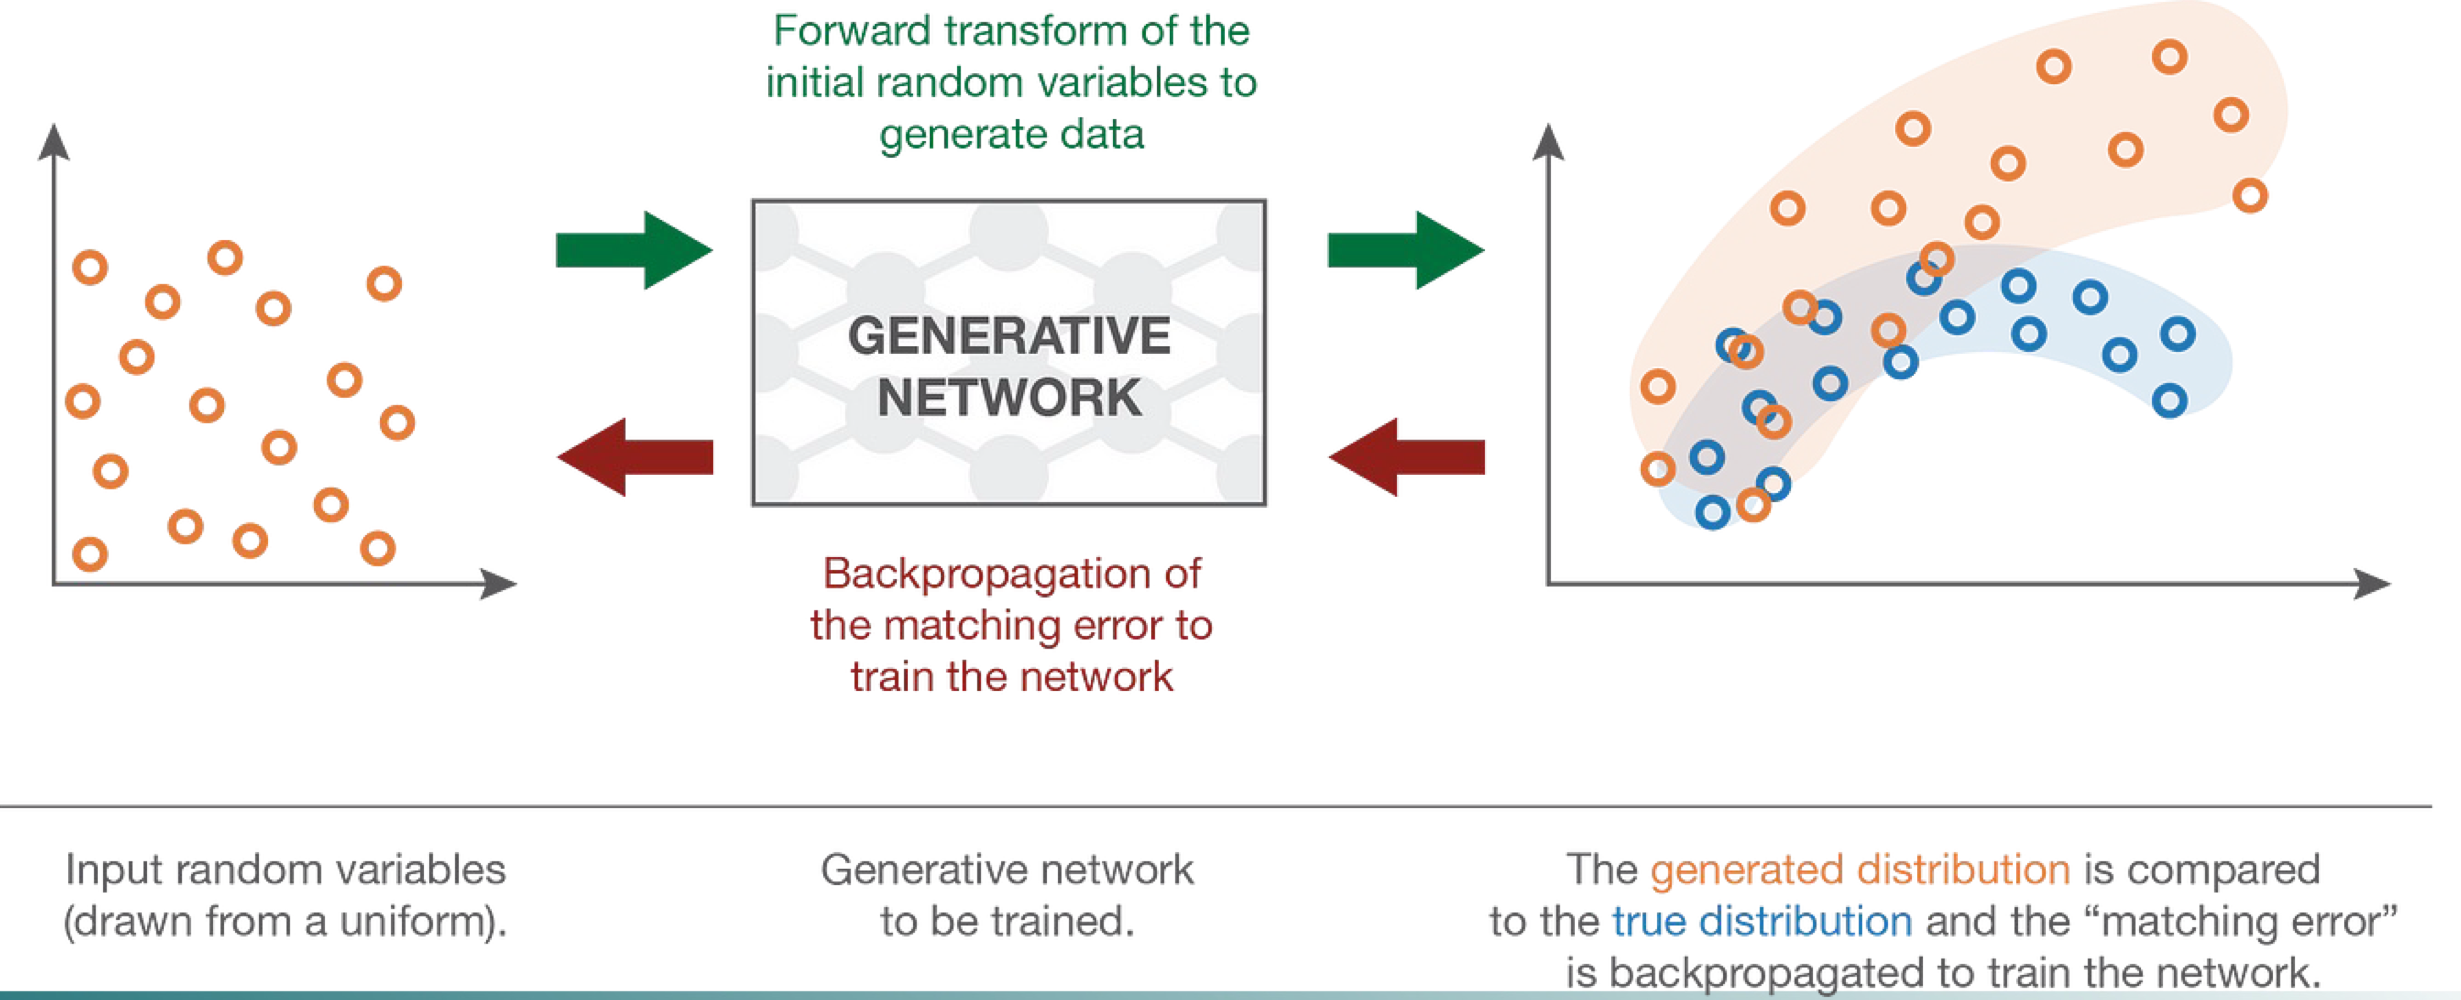 Forward transform of the
initial random variables to
generate data
GENERATIVE
NETWORK
Backpropagation of
the matching error to
train the network
Input random variables
(drawn from a uniform).
Generative network
to be trained.
The generated distribution is compared
to the true distribution and the “matching error”
is backpropagated to train the network.